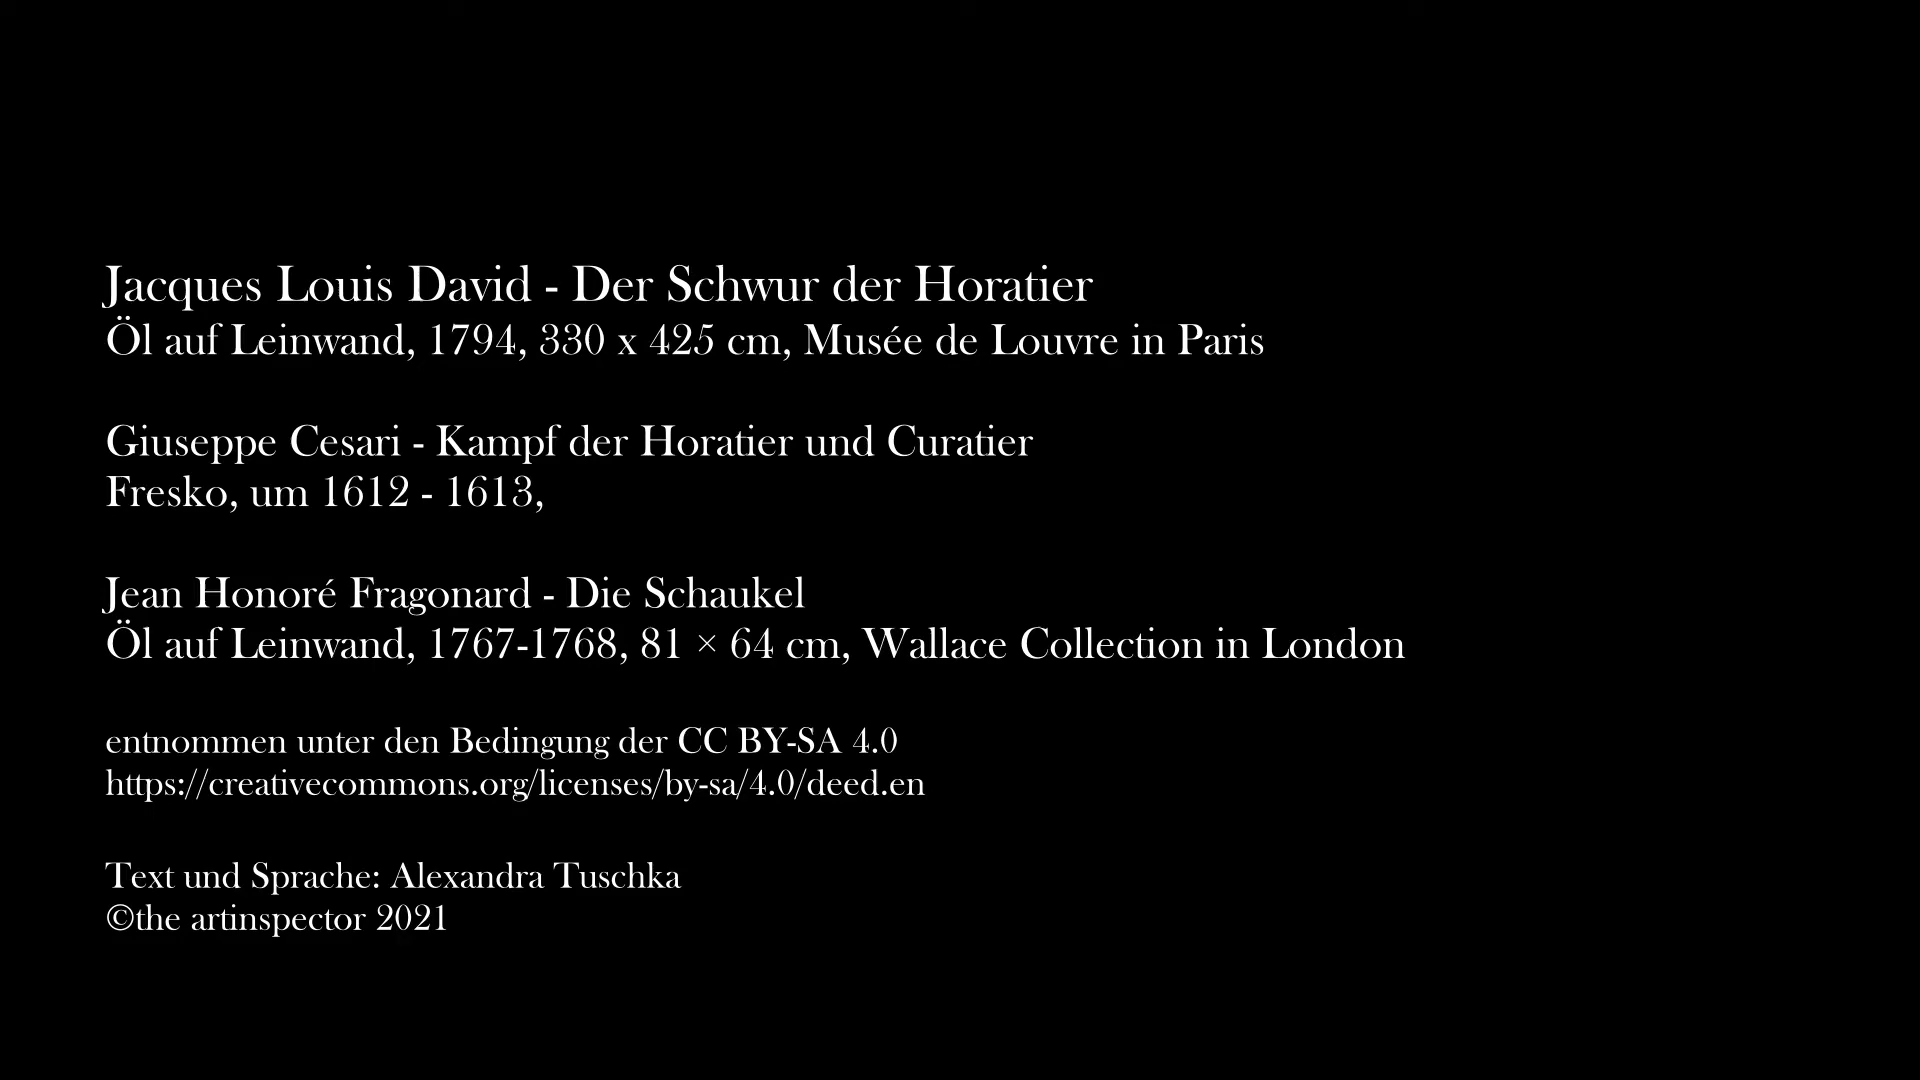 Jacques Louis David - Der Schwur der Horatier
Öl auf Leinwand, 1794, 330 x 425 cm, Musée de Louvre in Paris
Giuseppe Cesari - Kampf der Horatier und Curatier
Fresko, um 1612 - 1613,
Jean Honoré Fragonard - Die Schaukel
Öl auf Leinwand, 1767-1768, 81 × 64 cm, Wallace Collection in London
entnommen unter den Bedingung der CC BY-SA 4.0
https://creativecommons.org/licenses/by-sa/4.0/deed.en
Text und Sprache: Alexandra Tuschka
©the artinspector 2021